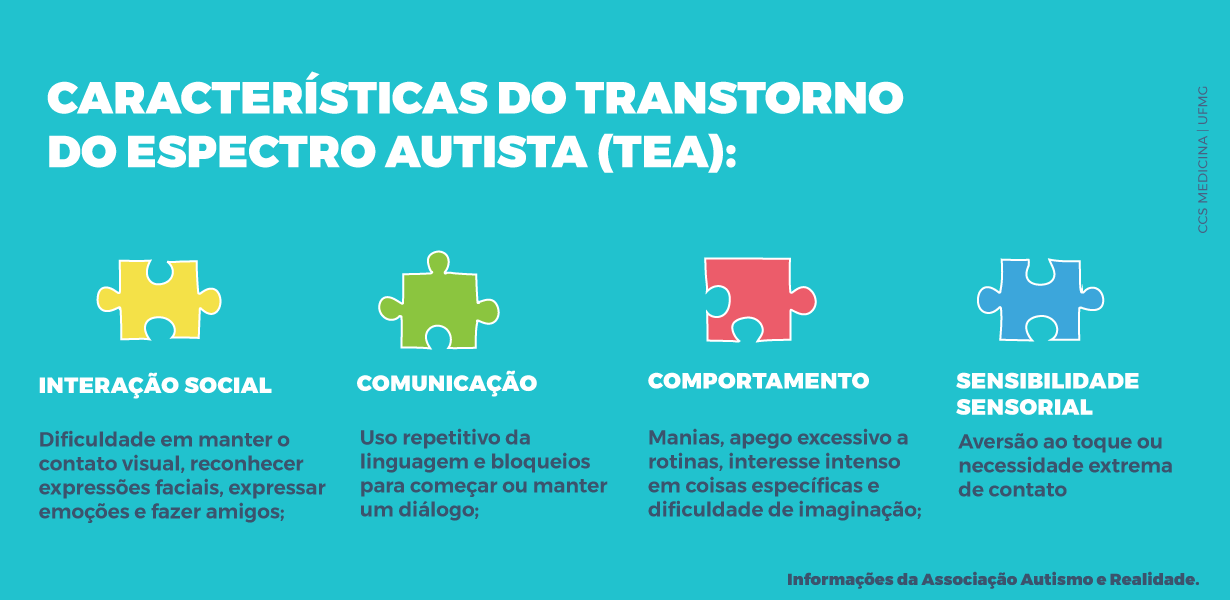 CARACTERÍSTICAS DO TRANSTORNO
DO ESPECTRO AUTISTA (TEA):
CCS MEDICINA | UFMG
INTERAÇÃO SOCIAL
Dificuldade em manter o
contato visual, reconhecer
expressões faciais, expressar
emoções e fazer amigos;
COMUNICAÇÃO
Uso repetitivo da
linguagem e bloqueios
para começar ou manter
um diálogo;
COMPORTAMENTO
Manias, apego excessivo a
rotinas, interesse intenso
em coisas específicas e
dificuldade de imaginação;
SENSIBILIDADE
SENSORIAL
Aversão ao toque ou
necessidade extrema
de contato
Informações da Associação Autismo e Realidade.